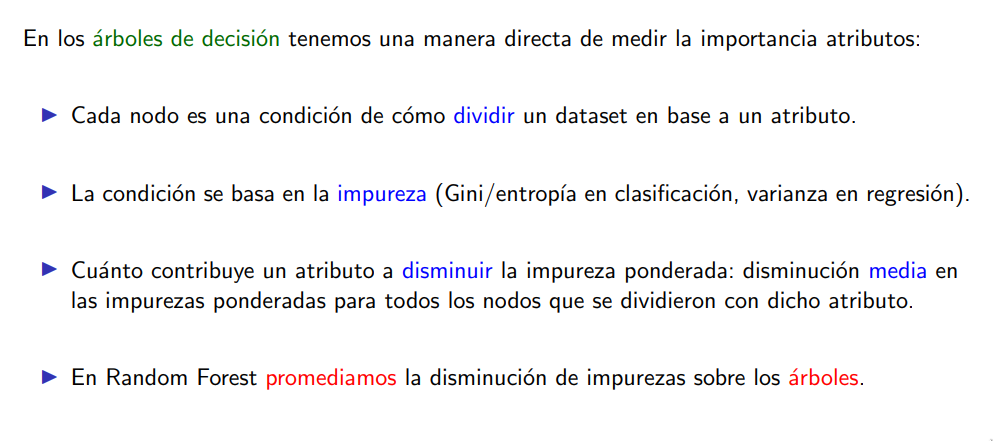 En los árboles de decisión tenemos una manera directa de medir la importancia atributos:
▶ Cada nodo es una condición de cómo dividir un dataset en base a un atributo.
▶ La condición se basa en la impureza (Gini/entropía en clasificación, varianza en regresión).
▶ Cuánto contribuye un atributo a disminuir la impureza ponderada: disminución media en
las impurezas ponderadas para todos los nodos que se dividieron con dicho atributo.
▶ En Random Forest promediamos la disminución de impurezas sobre los árboles.